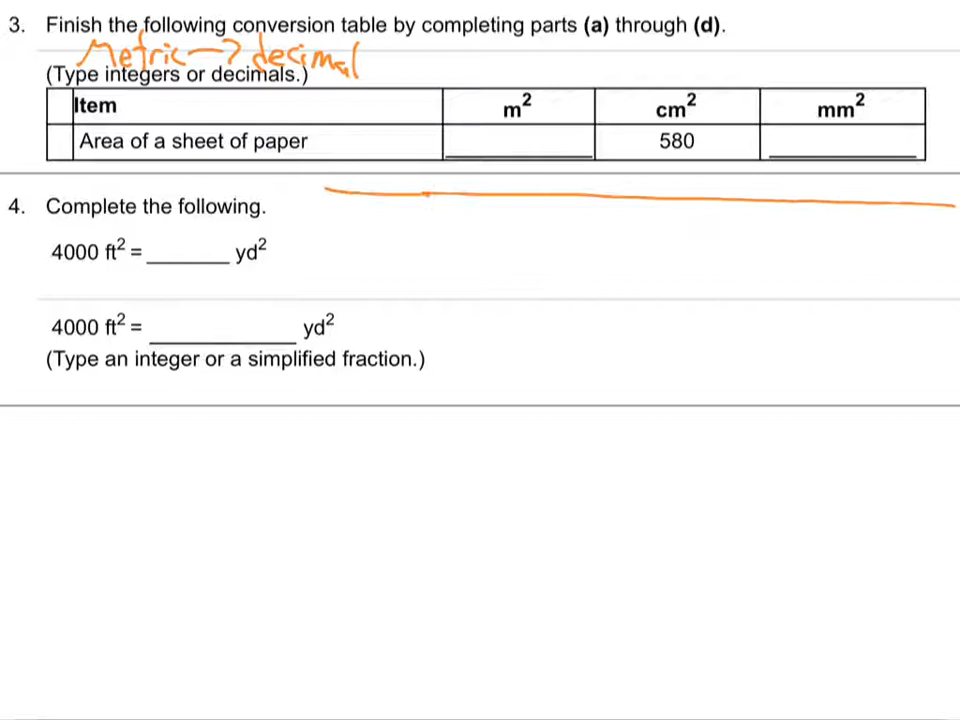 3. Finish the following conversion table by completing parts (a) through (d).
Metric → decimal
(Type integers or decimals.)
Item m² cm² mm²
Area of a sheet of paper 580
4. Complete the following.
4000 ft² = ______ yd²
4000 ft² = __________ yd²
(Type an integer or a simplified fraction.)